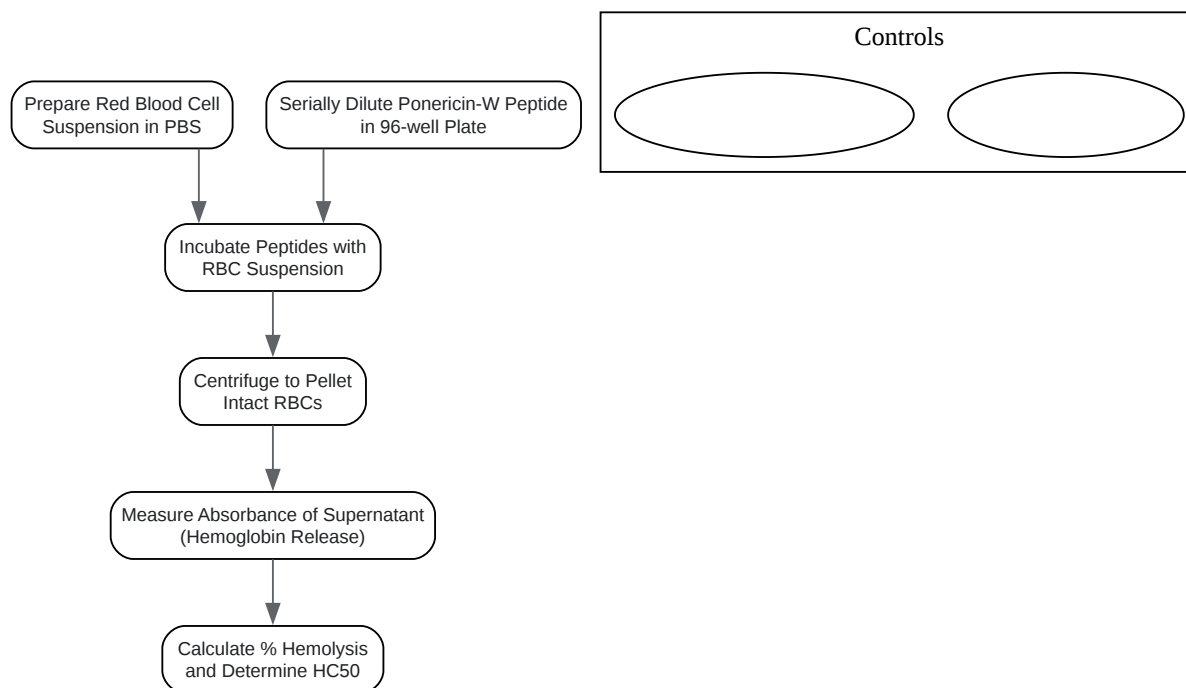 Controls
Prepare Red Blood Cell
Suspension in PBS
Serially Dilute Ponericin-W Peptide
in 96-well Plate
Incubate Peptides with
RBC Suspension
Centrifuge to Pellet
Intact RBCs
Measure Absorbance of Supernatant
(Hemoglobin Release)
Calculate % Hemolysis
and Determine HC50